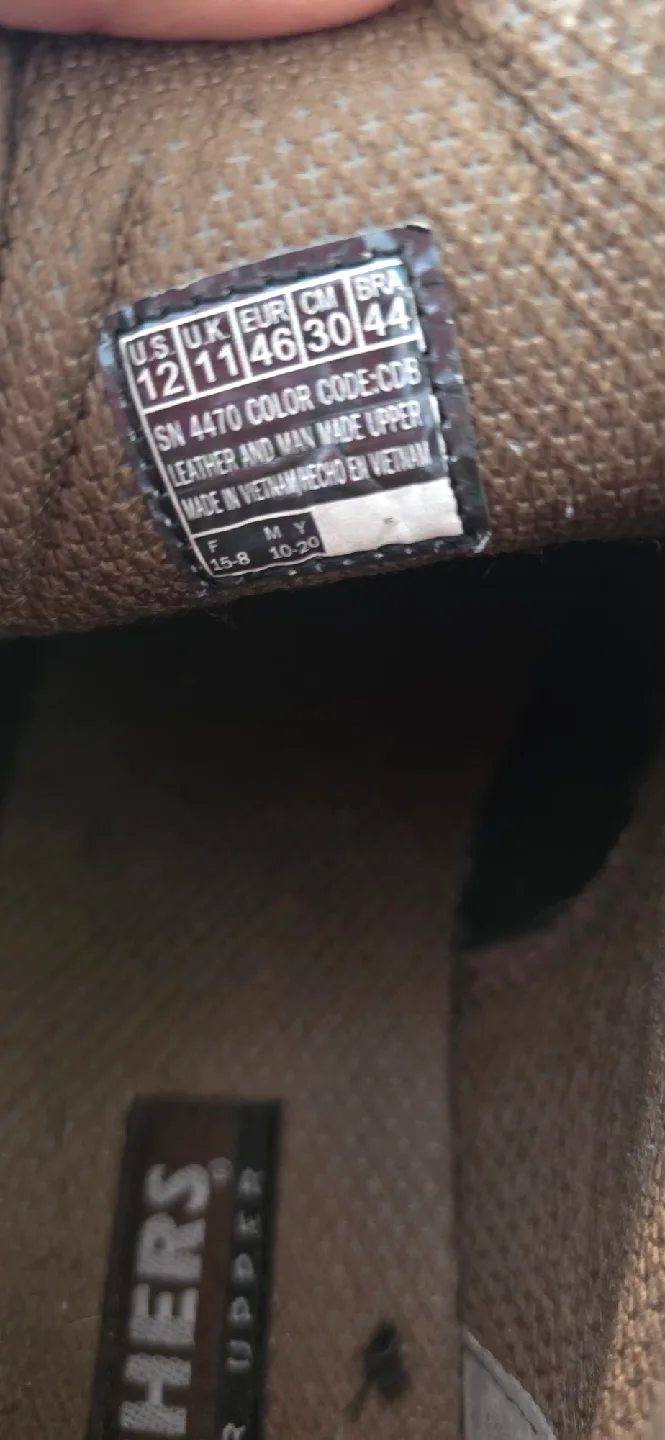 U.S. U.K. EUR CM BRA
12 11 46 30 44
SN 4470 COLOR CODE:CDB
LEATHER AND MAN MADE UPPER
MADE IN VIETNAM/HECHO EN VIETNAM
F M Y
15-8 10-20
HERS
R UPPER